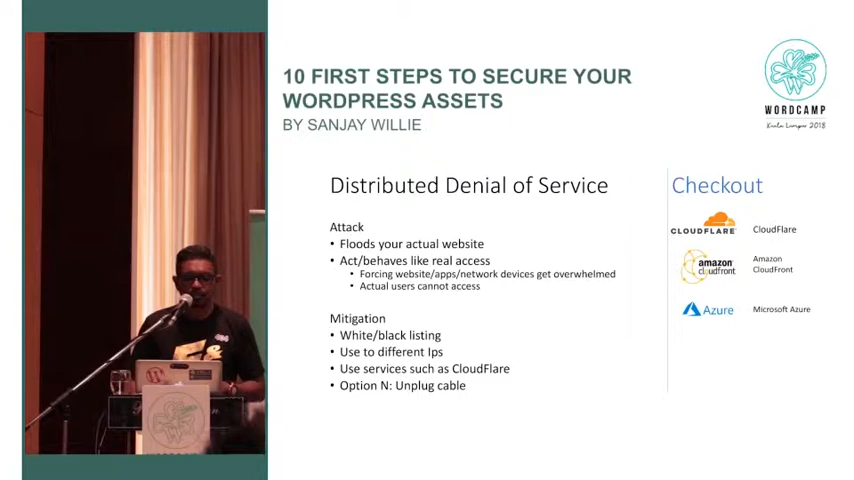 10 FIRST STEPS TO SECURE YOUR
WORDPRESS ASSETS
BY SANJAY WILLIE
WORDCAMP
Kuala Lumpur 2018
Distributed Denial of Service
Attack
• Floods your actual website
• Act/behaves like real access
• Forcing website/apps/network devices get overwhelmed
• Actual users cannot access
Mitigation
• White/black listing
• Use to different Ips
• Use services such as CloudFlare
• Option N: Unplug cable
Checkout
CLOUDFLARE
CloudFlare
amazon
cloudfront
Amazon
CloudFront
Azure
Microsoft Azure